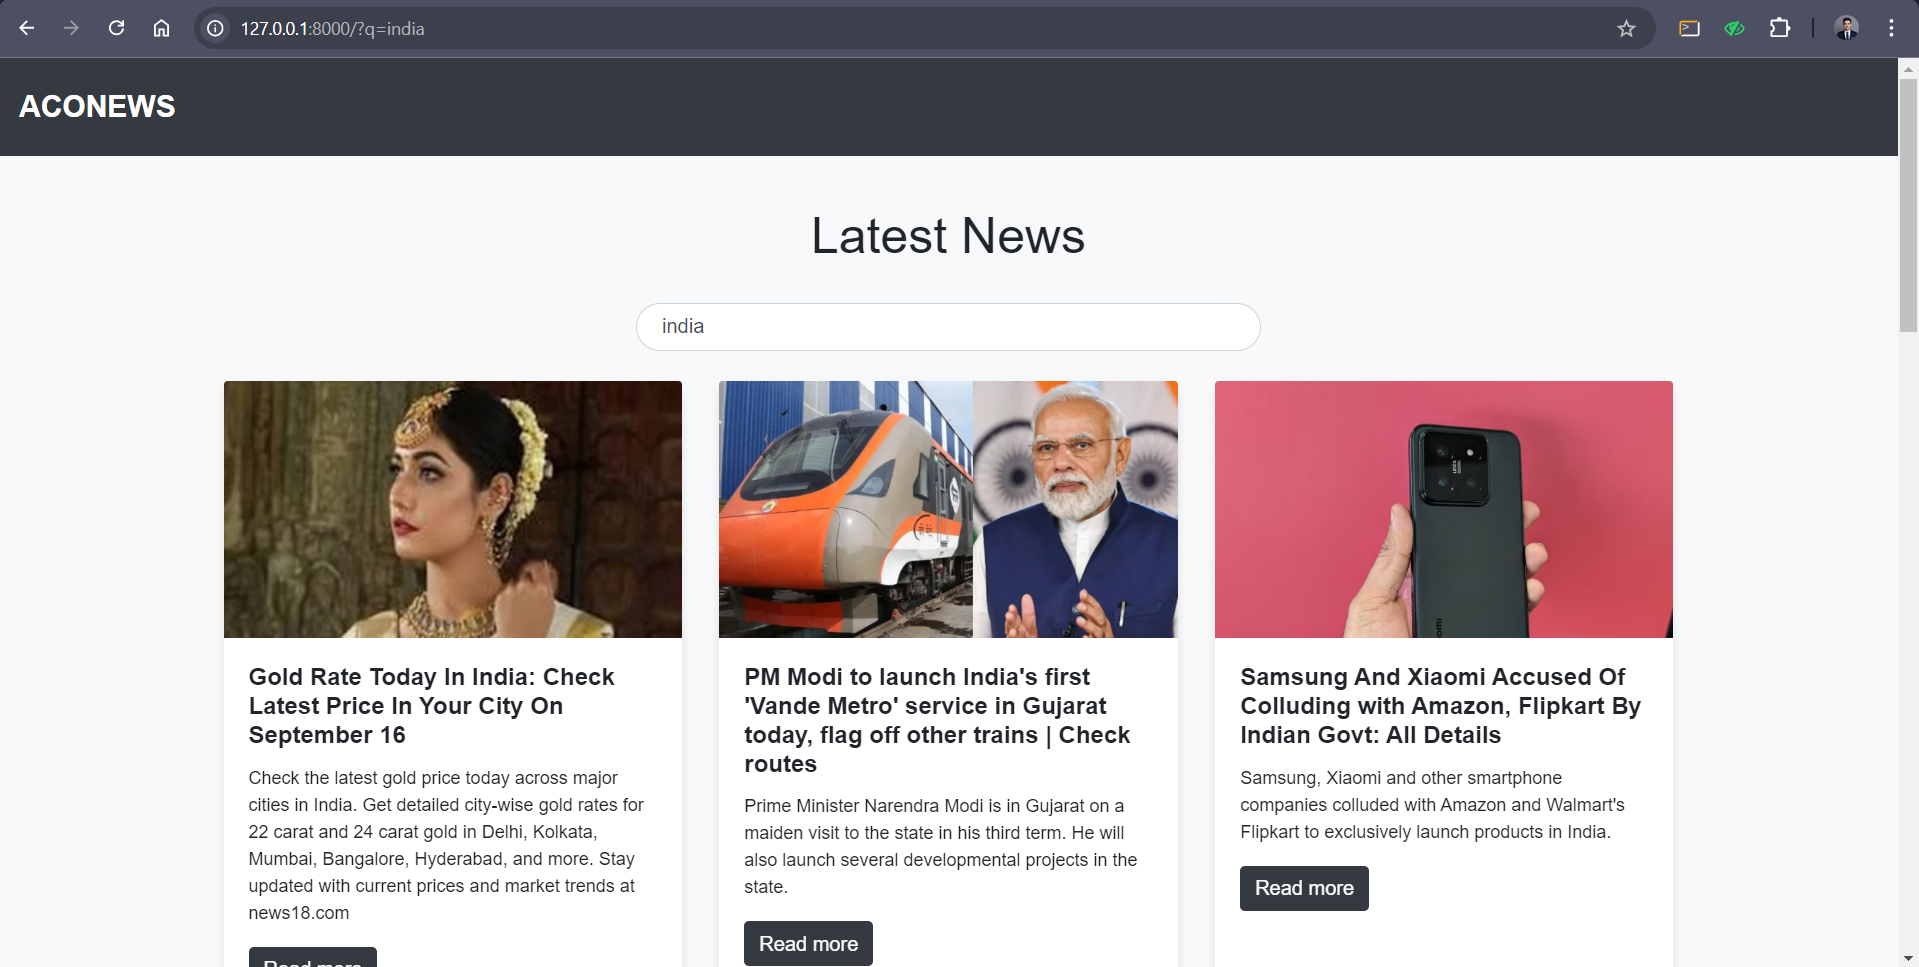 127.0.0.1:8000/?q=india
ACONEWS
Latest News
india
Gold Rate Today In India: Check
Latest Price In Your City On
September 16
Check the latest gold price today across major
cities in India. Get detailed city-wise gold rates for
22 carat and 24 carat gold in Delhi, Kolkata,
Mumbai, Bangalore, Hyderabad, and more. Stay
updated with current prices and market trends at
news18.com
Read more
PM Modi to launch India's first
'Vande Metro' service in Gujarat
today, flag off other trains | Check
routes
Prime Minister Narendra Modi is in Gujarat on a
maiden visit to the state in his third term. He will
also launch several developmental projects in the
state.
Read more
Samsung And Xiaomi Accused Of
Colluding with Amazon, Flipkart By
Indian Govt: All Details
Samsung, Xiaomi and other smartphone
companies colluded with Amazon and Walmart's
Flipkart to exclusively launch products in India.
Read more